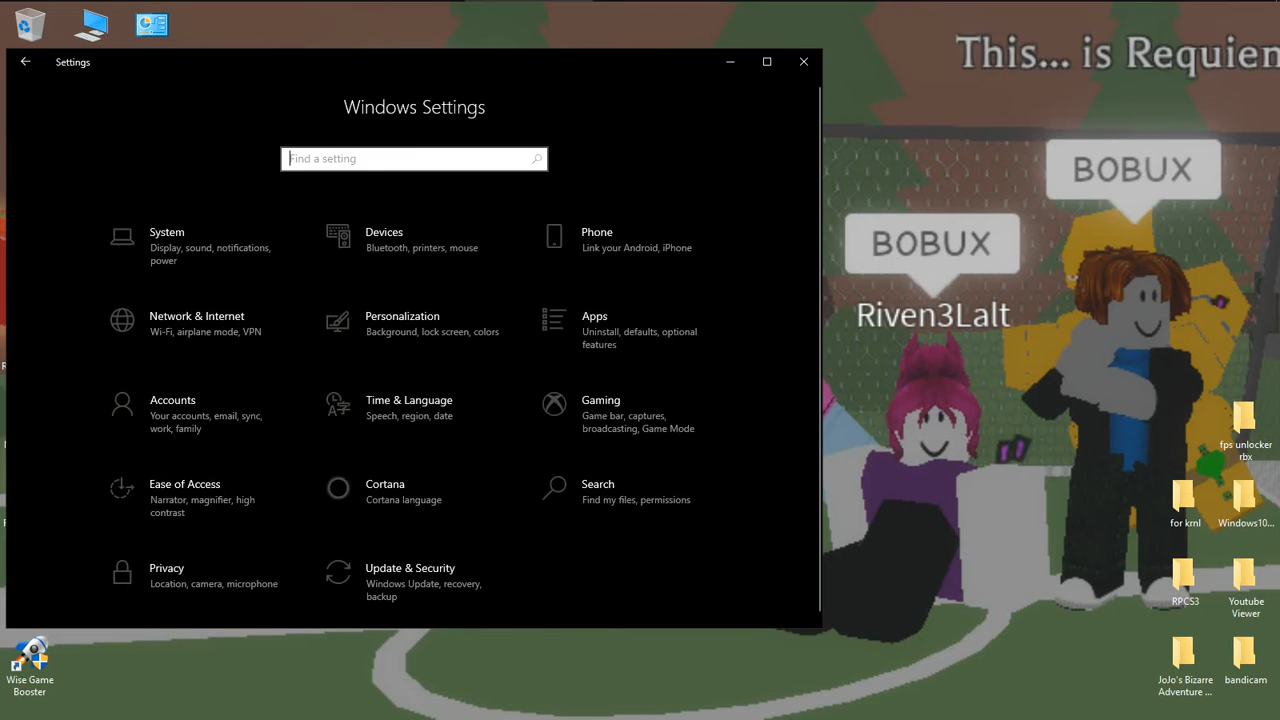 This... is Requiem
Settings
Windows Settings
Find a setting
System
Display, sound, notifications,
power
Devices
Bluetooth, printers, mouse
Phone
Link your Android, iPhone
Network & Internet
Wi-Fi, airplane mode, VPN
Personalization
Background, lock screen, colors
Apps
Uninstall, defaults, optional
features
Accounts
Your accounts, email, sync,
work, family
Time & Language
Speech, region, date
Gaming
Game bar, captures,
broadcasting, Game Mode
Ease of Access
Narrator, magnifier, high
contrast
Cortana
Cortana language
Search
Find my files, permissions
Privacy
Location, camera, microphone
Update & Security
Windows Update, recovery,
backup
BOBUX
BOBUX
Riven3Lalt
fps unlocker
rbx
for krnl
Windows10...
RPCS3
Youtube
Viewer
JoJo's Bizarre
Adventure ...
bandicam
Wise Game
Booster